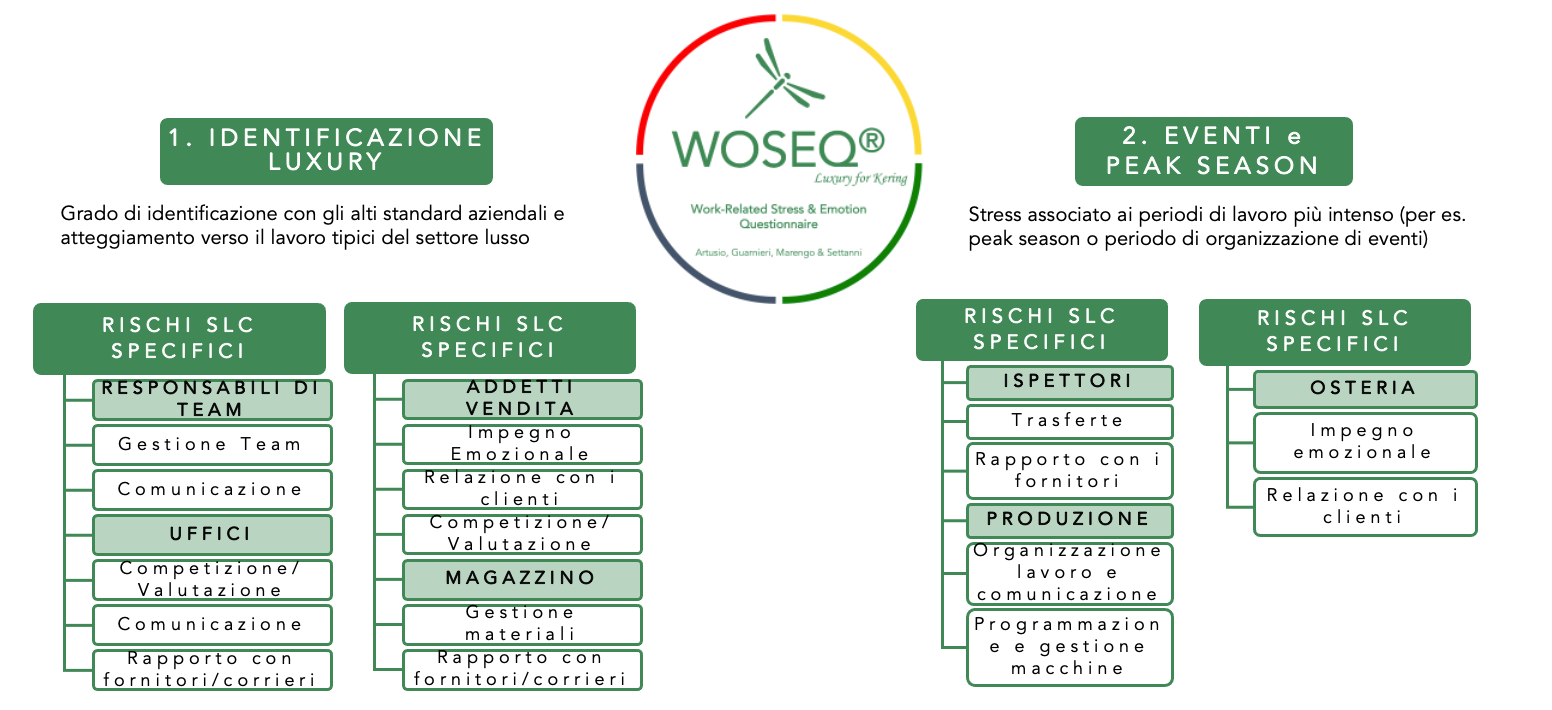 1. IDENTIFICAZIONE
LUXURY
Grado di identificazione con gli alti standard aziendali e
atteggiamento verso il lavoro tipici del settore lusso
WOSEQ®
Luxury for Kering
Work-Related Stress & Emotion
Questionnaire
Artusio, Guarnieri, Marengo & Settanni
2. EVENTI e
PEAK SEASON
Stress associato ai periodi di lavoro più intenso (per es.
peak season o periodo di organizzazione di eventi)
RISCHI SLC
SPECIFICI
RESPONSABILI DI
TEAM
Gestione Team
Comunicazione
UFFICI
Competizione/
Valutazione
Comunicazione
Rapporto con
fornitori/corrieri
RISCHI SLC
SPECIFICI
ADDETTI
VENDITA
Impegno
Emozionale
Relazione con i
clienti
Competizione/
Valutazione
MAGAZZINO
Gestione
materiali
Rapporto con
fornitori/corrieri
RISCHI SLC
SPECIFICI
ISPETTORI
Trasferte
Rapporto con i
fornitori
PRODUZIONE
Organizzazione
lavoro e
comunicazione
Programmazion
e e gestione
macchine
RISCHI SLC
SPECIFICI
OSTERIA
Impegno
emozionale
Relazione con i
clienti